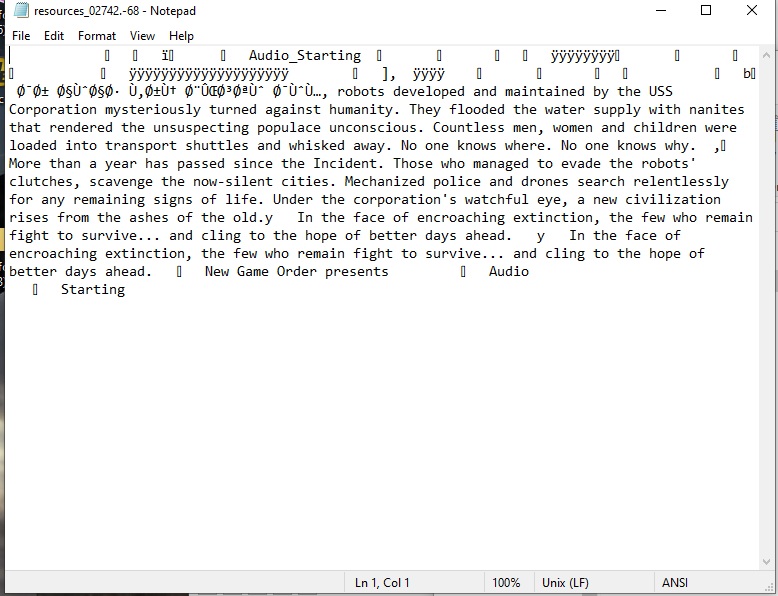 resources_02742.-68 - Notepad
File Edit Format View Help
ï Audio_Starting ÿÿÿÿÿÿÿÿ
ÿÿÿÿÿÿÿÿÿÿÿÿÿÿÿÿÿÿÿÿ ], ÿÿÿÿ b
Ø¯Ø± Ø§ÙˆØ§Ø· Ù‚Ø±Ù† Ø¨ÛŒØ³ØªÙˆ Ø¯ÙˆÙ…, robots developed and maintained by the USS
Corporation mysteriously turned against humanity. They flooded the water supply with nanites
that rendered the unsuspecting populace unconscious. Countless men, women and children were
loaded into transport shuttles and whisked away. No one knows where. No one knows why. ,
More than a year has passed since the Incident. Those who managed to evade the robots'
clutches, scavenge the now-silent cities. Mechanized police and drones search relentlessly
for any remaining signs of life. Under the corporation's watchful eye, a new civilization
rises from the ashes of the old.y In the face of encroaching extinction, the few who remain
fight to survive... and cling to the hope of better days ahead. y In the face of
encroaching extinction, the few who remain fight to survive... and cling to the hope of
better days ahead. New Game Order presents Audio
Starting
Ln 1, Col 1 100% Unix (LF) ANSI